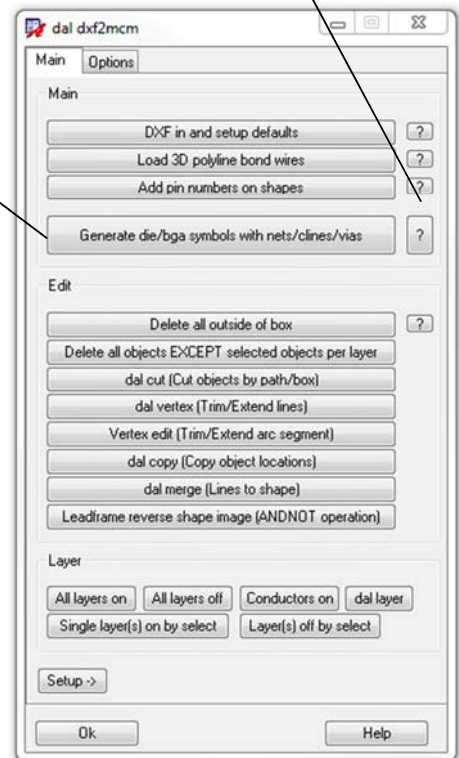 dal dxf2mcm
Main Options
Main
DXF in and setup defaults ?
Load 3D polyline bond wires ?
Add pin numbers on shapes ?
Generate die/bga symbols with nets/clines/vias ?
Edit
Delete all outside of box ?
Delete all objects EXCEPT selected objects per layer
dal cut (Cut objects by path/box)
dal vertex (Trim/Extend lines)
Vertex edit (Trim/Extend arc segment)
dal copy (Copy object locations)
dal merge (Lines to shape)
Leadframe reverse shape image (ANDNOT operation)
Layer
All layers on All layers off Conductors on dal layer
Single layer(s) on by select Layer(s) off by select
Setup ->
Ok Help